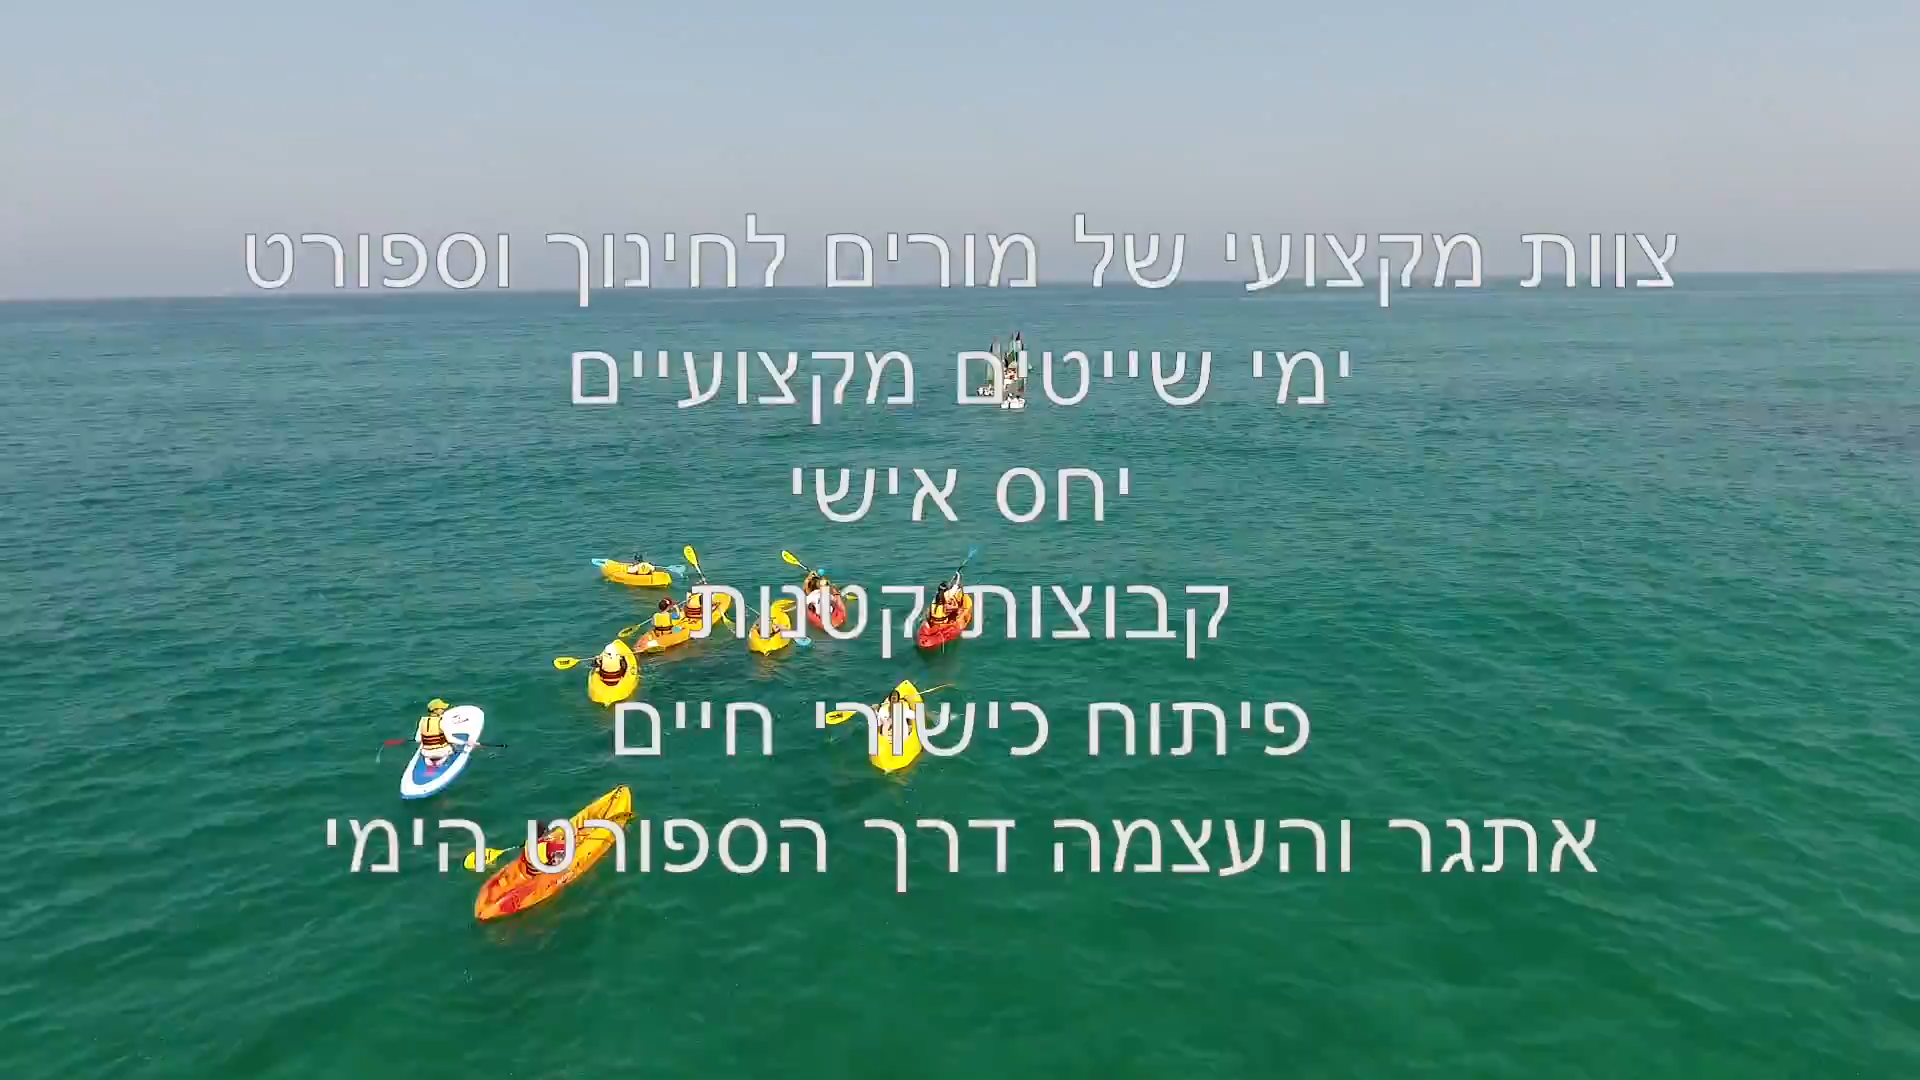 צוות מקצועי של מורים לחינוך וספורט
ימי שייטים מקצועיים
יחס אישי
קבוצות קטנות
פיתוח כישורי חיים
אתגר והעצמה דרך הספורט הימי